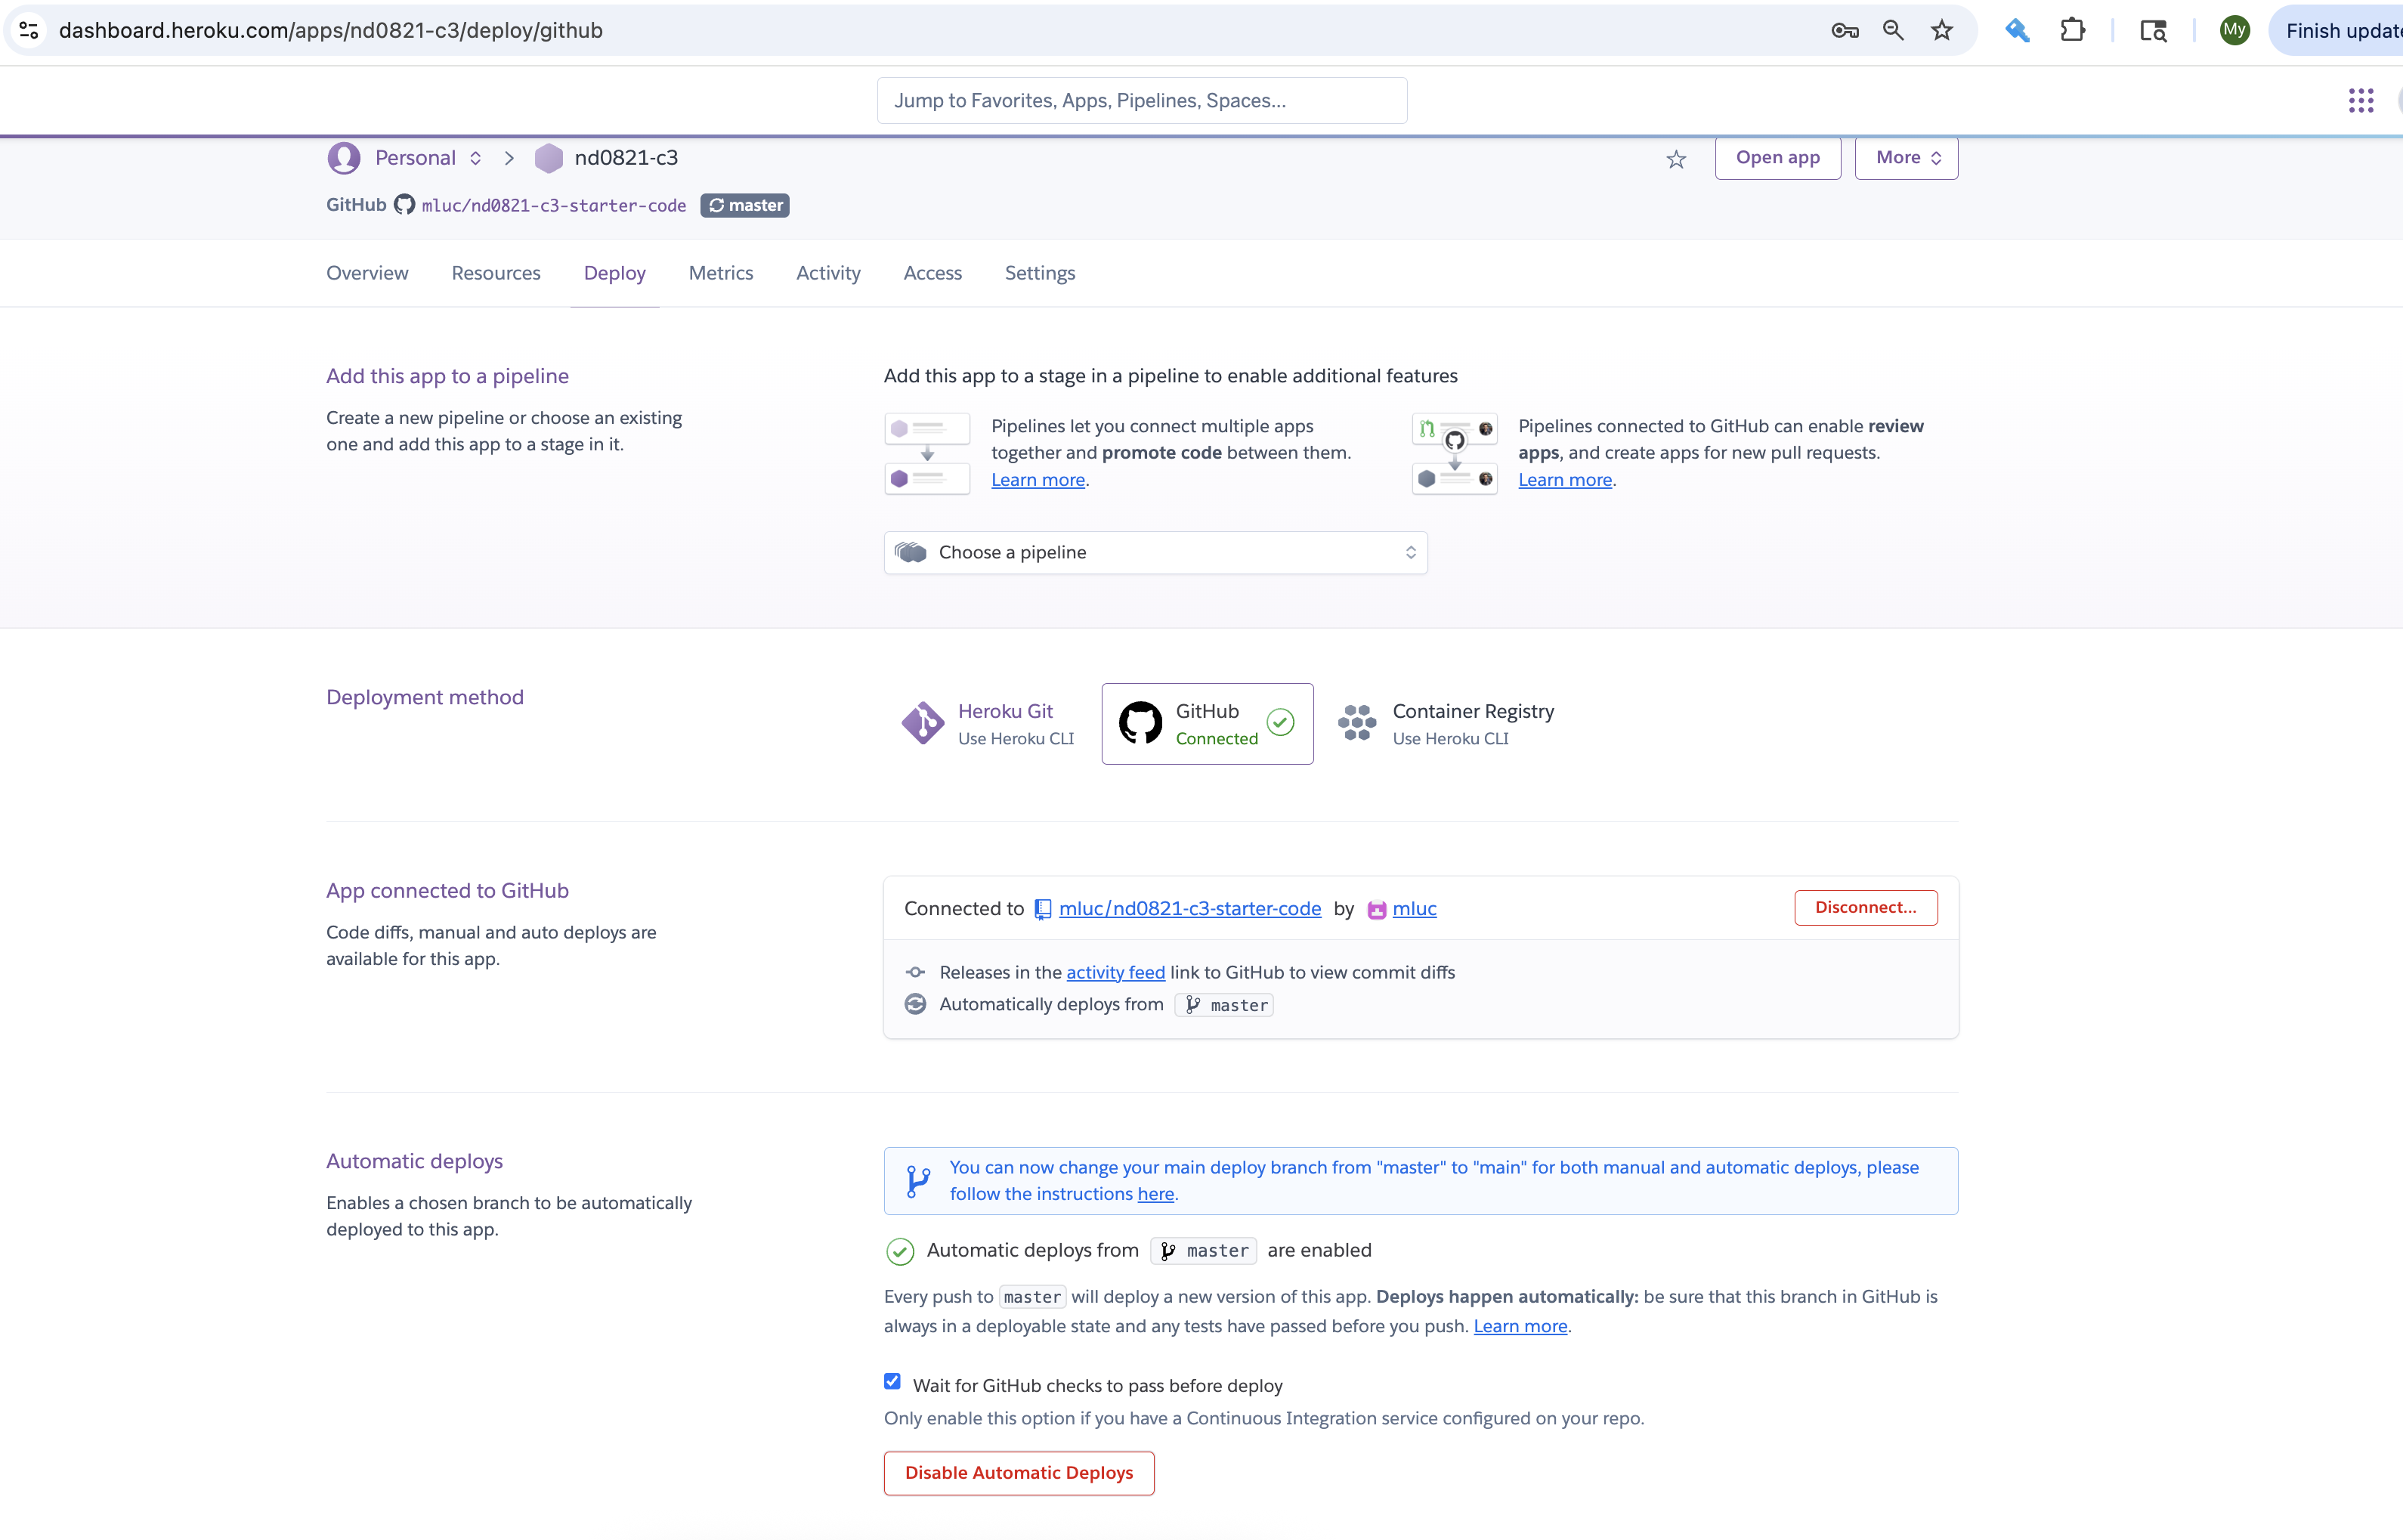 dashboard.heroku.com/apps/nd0821-c3/deploy/github
My
Finish update
Jump to Favorites, Apps, Pipelines, Spaces...
Personal
nd0821-c3
Open app
More
GitHub mluc/nd0821-c3-starter-code master
Overview
Resources
Deploy
Metrics
Activity
Access
Settings
Add this app to a pipeline
Create a new pipeline or choose an existing
one and add this app to a stage in it.
Add this app to a stage in a pipeline to enable additional features
Pipelines let you connect multiple apps
together and promote code between them.
Learn more.
Pipelines connected to GitHub can enable review
apps, and create apps for new pull requests.
Learn more.
Choose a pipeline
Deployment method
Heroku Git
Use Heroku CLI
GitHub
Connected
Container Registry
Use Heroku CLI
App connected to GitHub
Code diffs, manual and auto deploys are
available for this app.
Connected to mluc/nd0821-c3-starter-code by mluc
Disconnect...
Releases in the activity feed link to GitHub to view commit diffs
Automatically deploys from master
Automatic deploys
Enables a chosen branch to be automatically
deployed to this app.
You can now change your main deploy branch from "master" to "main" for both manual and automatic deploys, please
follow the instructions here.
Automatic deploys from master are enabled
Every push to master will deploy a new version of this app. Deploys happen automatically: be sure that this branch in GitHub is
always in a deployable state and any tests have passed before you push. Learn more.
Wait for GitHub checks to pass before deploy
Only enable this option if you have a Continuous Integration service configured on your repo.
Disable Automatic Deploys